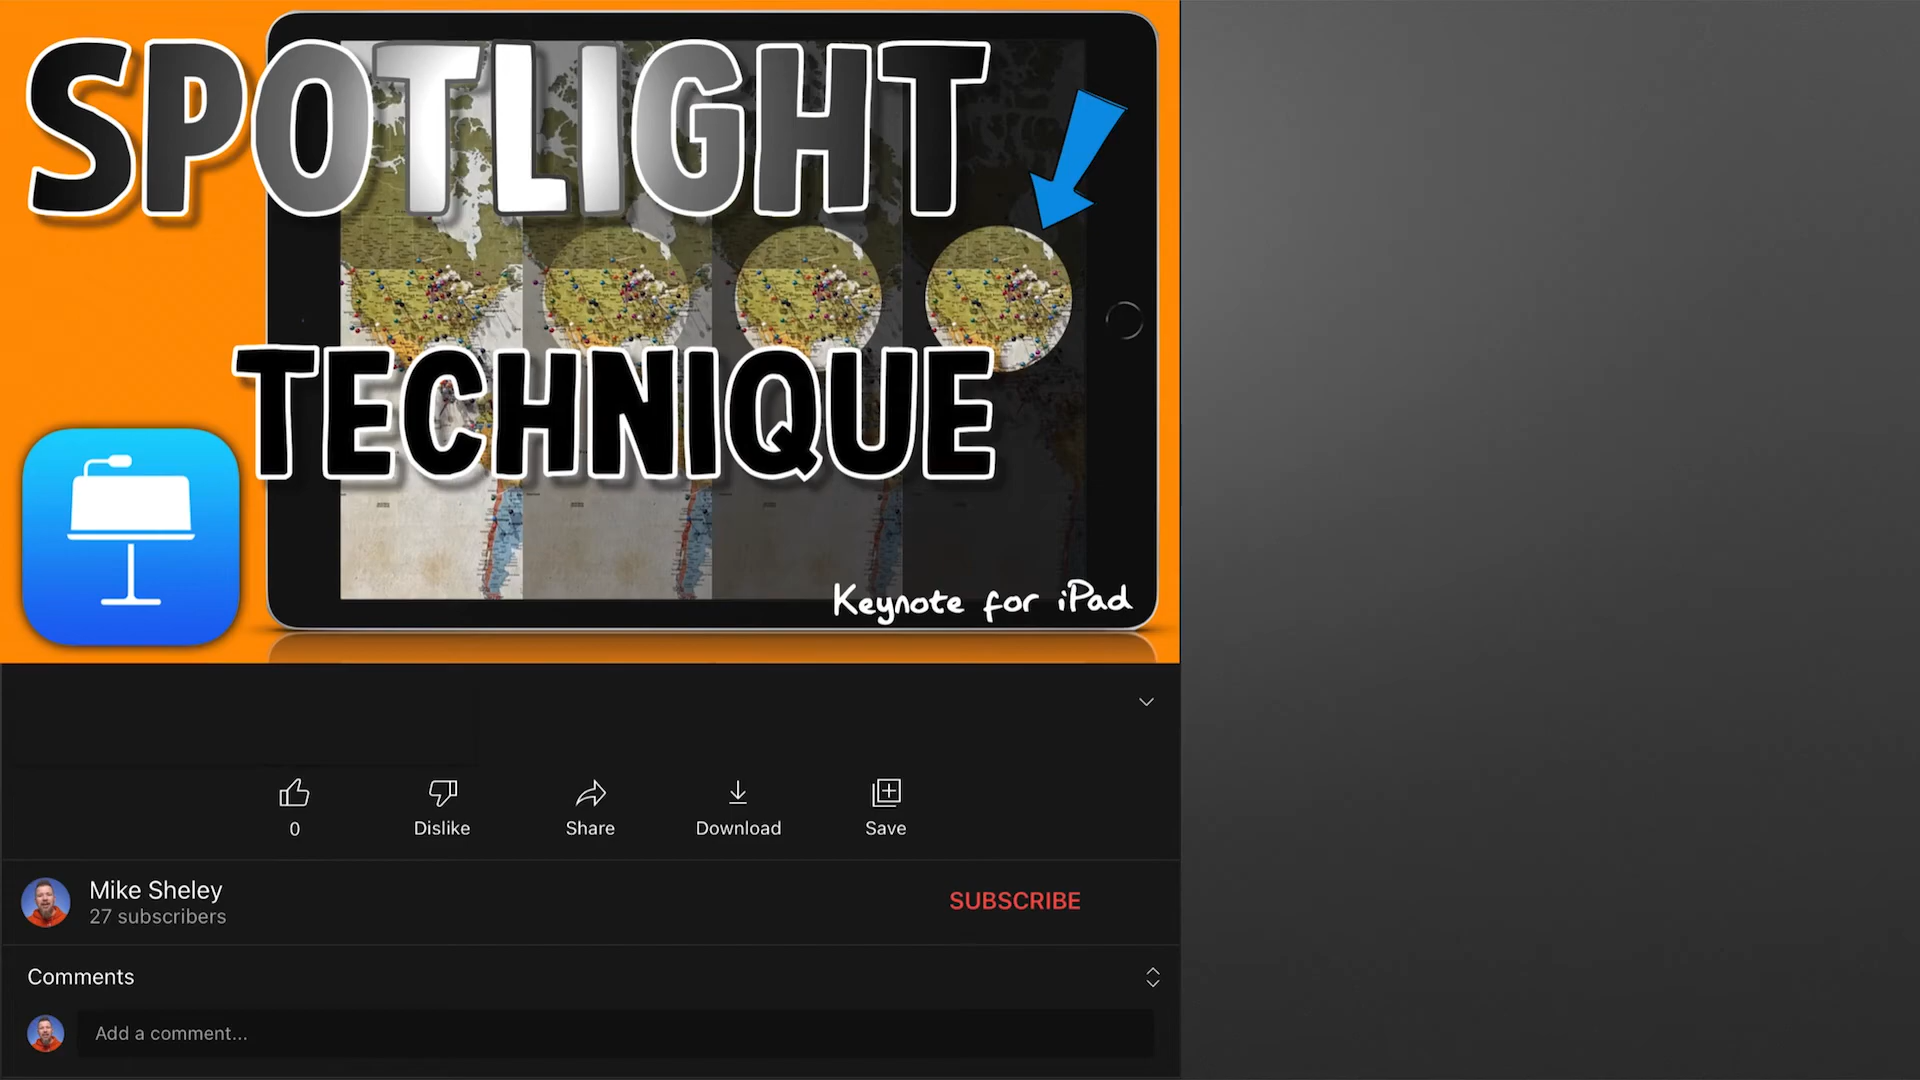 SPOTLIGHT
TECHNIQUE
Keynote for iPad
0
Dislike
Share
Download
Save
Mike Sheley
27 subscribers
SUBSCRIBE
Comments
Add a comment...